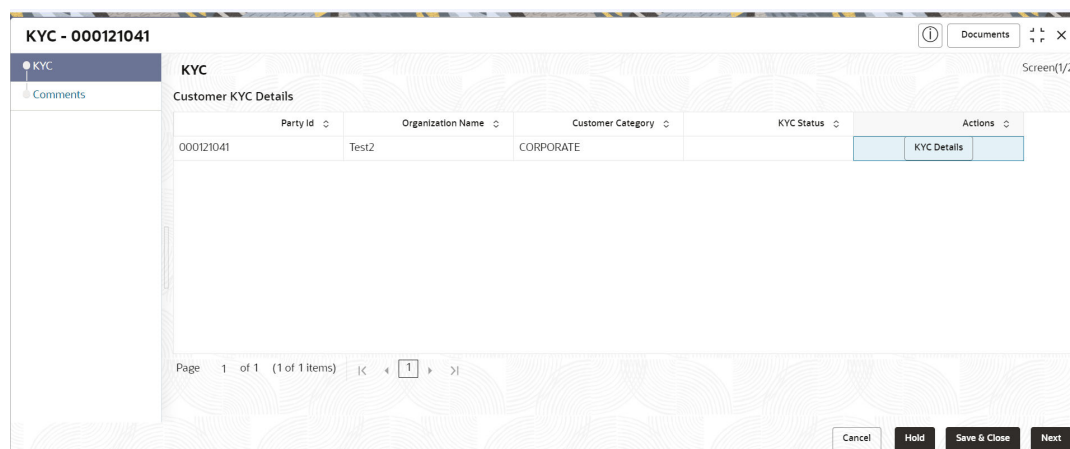 KYC - 000121041
Documents
KYC
Comments
KYC
Screen(1/2
Customer KYC Details
Party Id Organization Name Customer Category KYC Status Actions
000121041 Test2 CORPORATE KYC Details
Page 1 of 1 (1 of 1 items) 1
Cancel Hold Save & Close Next